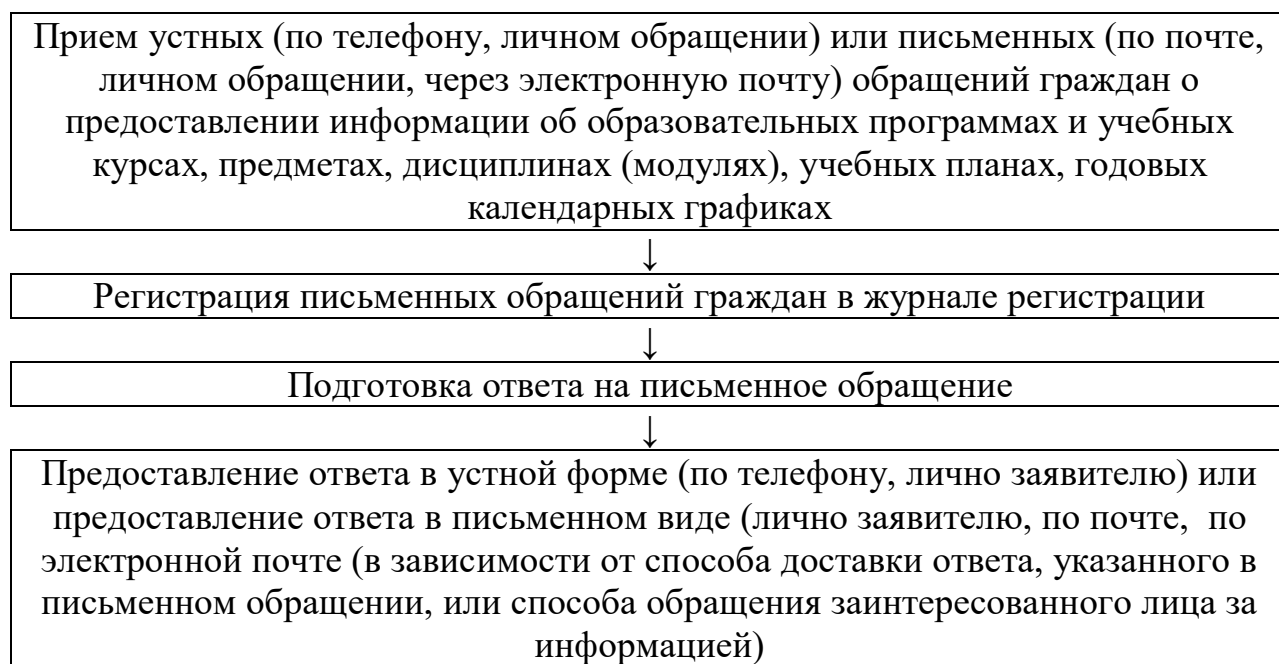 Прием устных (по телефону, личном обращении) или письменных (по почте,
личном обращении, через электронную почту) обращений граждан о
предоставлении информации об образовательных программах и учебных
курсах, предметах, дисциплинах (модулях), учебных планах, годовых
календарных графиках
↓
Регистрация письменных обращений граждан в журнале регистрации
↓
Подготовка ответа на письменное обращение
↓
Предоставление ответа в устной форме (по телефону, лично заявителю) или
предоставление ответа в письменном виде (лично заявителю, по почте, по
электронной почте (в зависимости от способа доставки ответа, указанного в
письменном обращении, или способа обращения заинтересованного лица за
информацией)